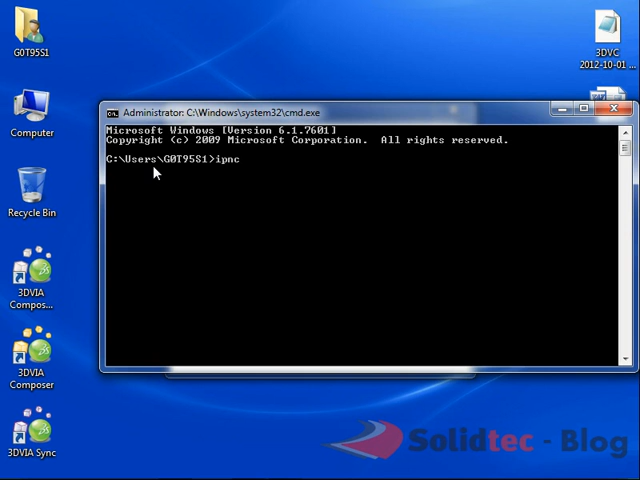 G0T95S1
Computer
Recycle Bin
3DVIA
Compos...
3DVIA
Composer
3DVIA Sync
3DVC
2012-10-01 ...
Administrator: C:\Windows\system32\cmd.exe
Microsoft Windows [Version 6.1.7601]
Copyright (c) 2009 Microsoft Corporation.  All rights reserved.
C:\Users\G0T95S1>ipnc
Solidtec - Blog